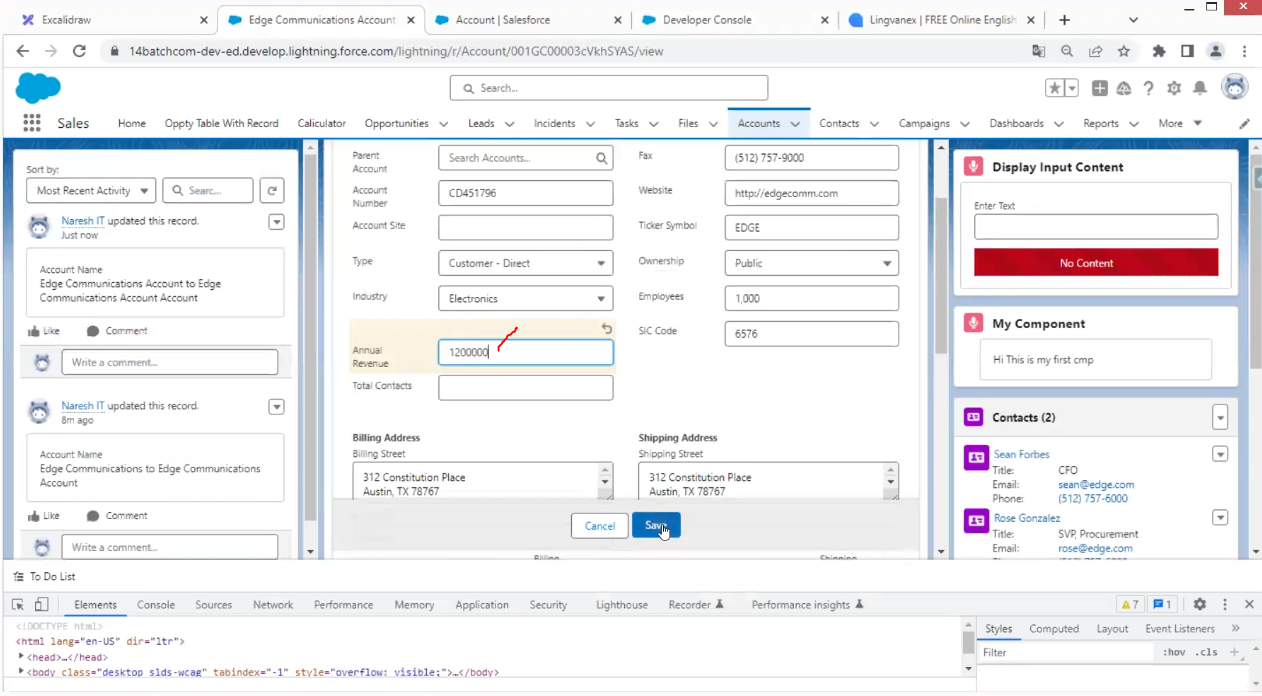 Excalidraw
Edge Communications Account
Account | Salesforce
Developer Console
Lingvanex | FREE Online English
14batchcom-dev-ed.develop.lightning.force.com/lightning/r/Account/001GC00003cVkhSYAS/view
Search...
Sales Home Oppty Table With Record Calculator Opportunities Leads Incidents Tasks Files Accounts Contacts Campaigns Dashboards Reports More
Sort by:
Most Recent Activity
Searc...
Naresh IT updated this record.
Just now
Account Name
Edge Communications Account to Edge
Communications Account Account
Like Comment
Write a comment...
Naresh IT updated this record.
8m ago
Account Name
Edge Communications to Edge Communications
Account
Like Comment
Write a comment...
Parent
Account
Search Accounts...
Account
Number
CD451796
Account Site
Type
Customer - Direct
Industry
Electronics
Annual
Revenue
1200000
Total Contacts
Fax
(512) 757-9000
Website
http://edgecomm.com
Ticker Symbol
EDGE
Ownership
Public
Employees
1,000
SIC Code
6576
Billing Address
Billing Street
312 Constitution Place
Austin, TX 78767
Shipping Address
Shipping Street
312 Constitution Place
Austin, TX 78767
Cancel Save
Billing Shipping
Display Input Content
Enter Text
No Content
My Component
Hi This is my first cmp
Contacts (2)
Sean Forbes
Title: CFO
Email: sean@edge.com
Phone: (512) 757-6000
Rose Gonzalez
Title: SVP, Procurement
Email: rose@edge.com
To Do List
Elements Console Sources Network Performance Memory Application Security Lighthouse Recorder Performance insights 7 1
<!DOCTYPE html>
<html lang="en-US" dir="ltr">
<head>…</head>
<body class="desktop slds-wcag" tabindex="-1" style="overflow: visible;">…</body>
Styles Computed Layout Event Listeners »
Filter :hov .cls +